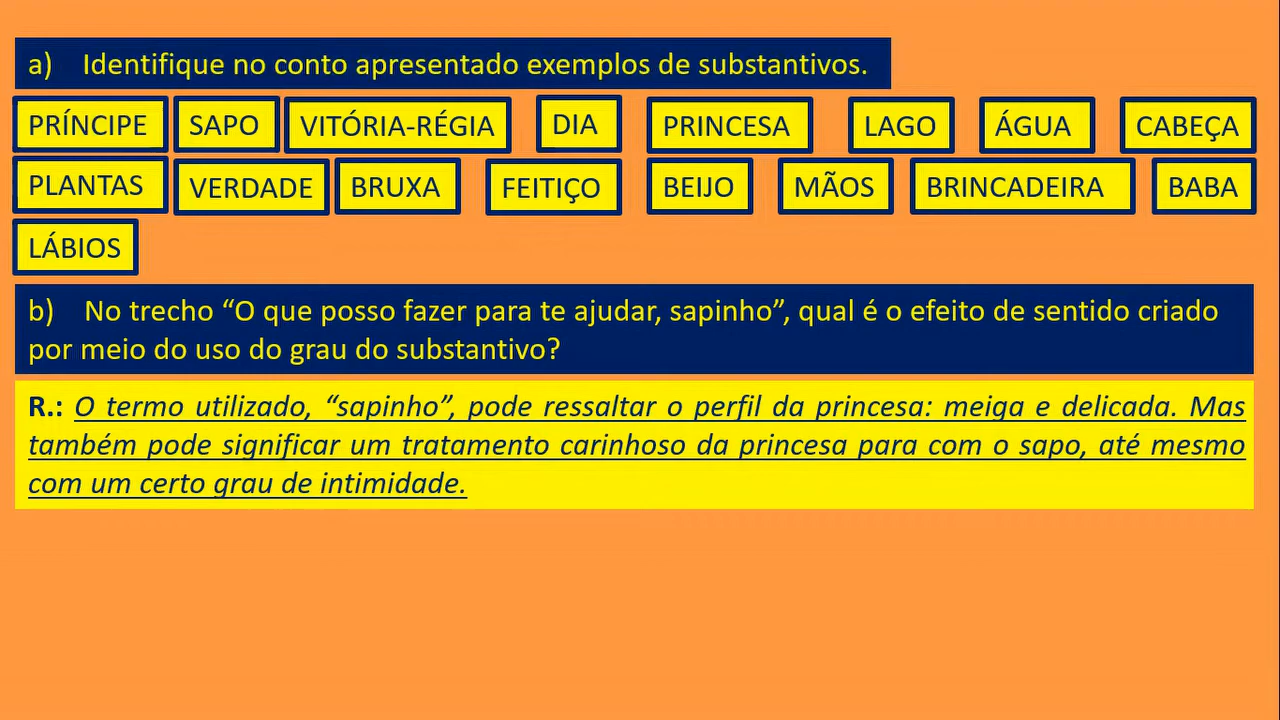 a) Identifique no conto apresentado exemplos de substantivos.
PRÍNCIPE SAPO VITÓRIA-RÉGIA DIA PRINCESA LAGO ÁGUA CABEÇA
PLANTAS VERDADE BRUXA FEITIÇO BEIJO MÃOS BRINCADEIRA BABA
LÁBIOS
b) No trecho “O que posso fazer para te ajudar, sapinho”, qual é o efeito de sentido criado
por meio do uso do grau do substantivo?
R.: O termo utilizado, “sapinho”, pode ressaltar o perfil da princesa: meiga e delicada. Mas
também pode significar um tratamento carinhoso da princesa para com o sapo, até mesmo
com um certo grau de intimidade.